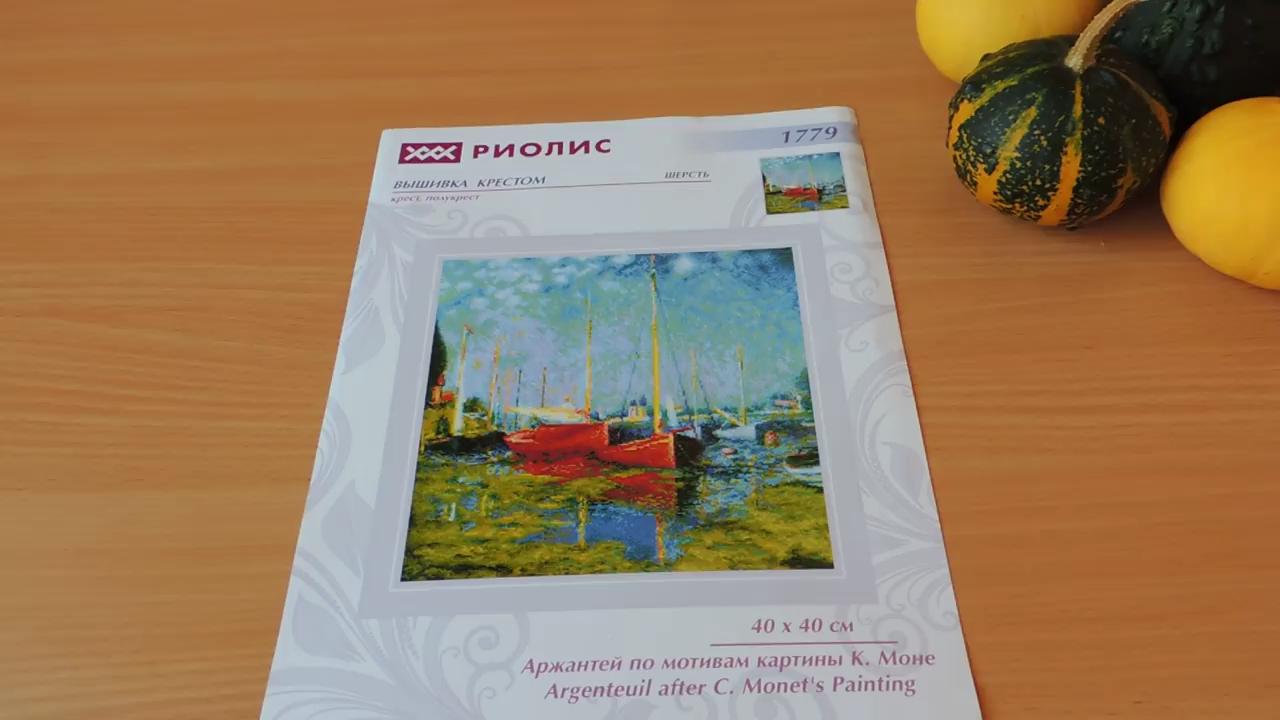 РИОЛИС
1779
ВЫШИВКА КРЕСТОМ
ШЕРСТЬ
крест, полукрест
40 x 40 см
Аржантей по мотивам картины К. Моне
Argenteuil after C. Monet's Painting